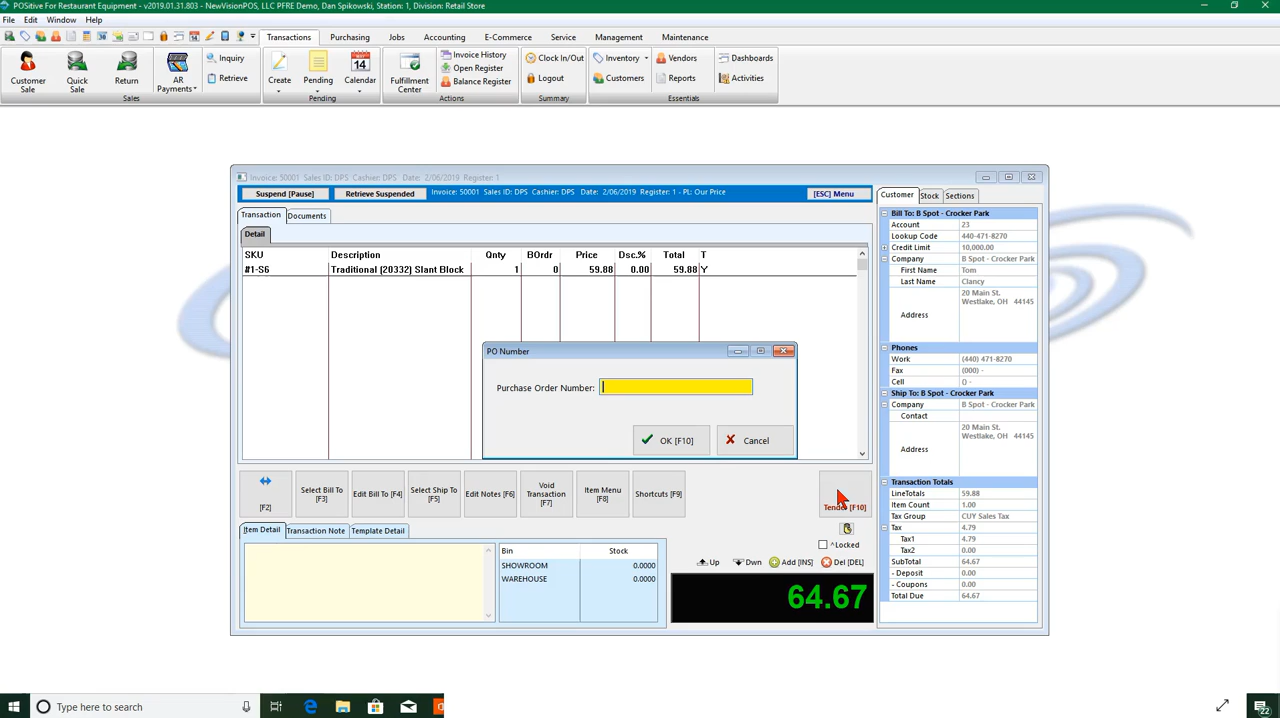 POSitive For Restaurant Equipment - v2019.01.31.803 - NewVisionPOS, LLC PFRE Demo, Dan Spikowski, Client 1, Division: Retail Store
File Edit Window Help
Transactions Purchasing Jobs Accounting E-Commerce Service Management Maintenance
Customer Sale
Quick Sale
Return
AR Payments
Inquiry
Retrieve
Create
Pending
Calendar
14
Fulfillment Center
Invoice History
Open Register
Balance Register
Clock In/Out
Logout
Inventory
Customers
Vendors
Reports
Dashboards
Activities
Sales Pending Actions Summary Essentials
Invoice: 50001 Sales ID: DPS Cashier: DPS Date: 2/06/2019 Register: 1
Suspend [Pause] Retrieve Suspended Invoice: 50001 Sales ID: DPS Cashier: DPS Date: 2/06/2019 Register: 1 - PL: Our Price [ESC] Menu
Transaction Documents
Detail
SKU Description Qnty BOrdr Price Dsc.% Total T
#1-S6 Traditional (20332) Slant Block 1 0 59.88 0.00 59.88 Y
PO Number
Purchase Order Number:
OK [F10] Cancel
[F2]
Select Bill To [F3]
Edit Bill To [F4]
Select Ship To [F5]
Edit Notes [F6]
Void Transaction [F7]
Item Menu [F8]
Shortcuts [F9]
Tender [F10]
^Locked
Item Detail Transaction Note Template Detail
Up Dwn Add [INS] Del [DEL]
Bin Stock
SHOWROOM 0.0000
WAREHOUSE 0.0000
64.67
Customer Stock Sections
Bill To: B Spot - Crocker Park
Account 23
Lookup Code 440-471-8270
Credit Limit 10,000.00
Company B Spot - Crocker Park
First Name Tom
Last Name Clancy
Address 20 Main St.
Westlake, OH 44145
Phones
Work (440) 471-8270
Fax (000) -
Cell () -
Ship To: B Spot - Crocker Park
Company B Spot - Crocker Park
Contact
Address 20 Main St.
Westlake, OH 44145
Transaction Totals
LineTotals 59.88
Item Count 1.00
Tax Group CUY Sales Tax
Tax 4.79
Tax1 4.79
Tax2 0.00
SubTotal 64.67
- Deposit 0.00
- Coupons 0.00
Total Due 64.67
Type here to search
22